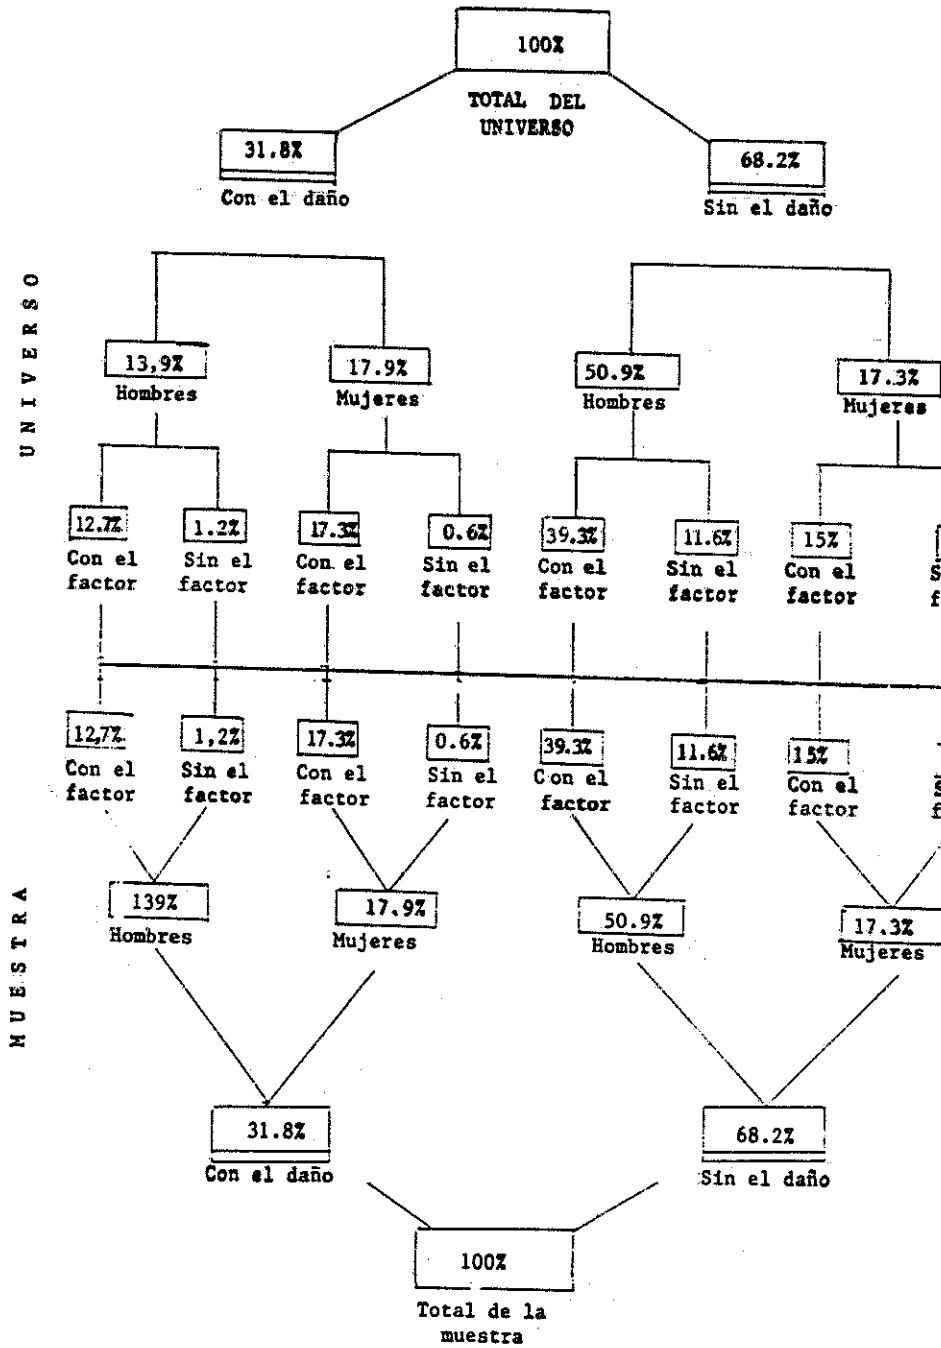 100%
TOTAL DEL
UNIVERSO
31.8%
Con el daño
68.2%
Sin el daño
UNIVERSO
13,9%
Hombres
17.9%
Mujeres
50.9%
Hombres
17.3%
Mujeres
12.7% 1.2% 17.3% 0.6% 39.3% 11.6% 15%
Con el Sin el Con el Sin el Con el Sin el Con el
factor factor factor factor factor factor factor
12,7% 1,2% 17.3% 0.6% 39.3% 11.6% 15%
Con el Sin el Con el Sin el Con el Sin el Con el
factor factor factor factor factor factor factor
MUESTRA
139%
Hombres
17.9%
Mujeres
50.9%
Hombres
17.3%
Mujeres
31.8%
Con el daño
68.2%
Sin el daño
100%
Total de la
muestra